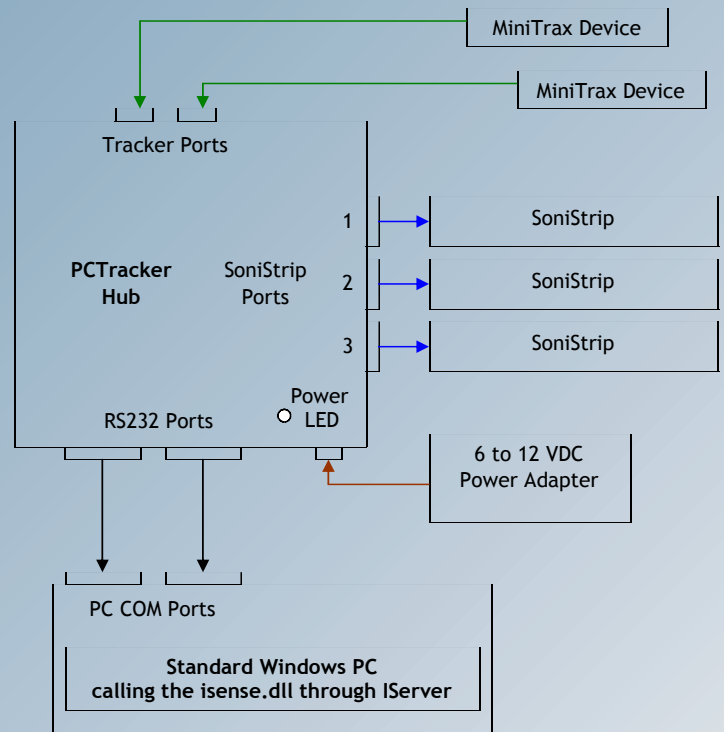 MiniTrax Device
MiniTrax Device
Tracker Ports
1
SoniStrip
PCTracker
Hub
SoniStrip
Ports
2
SoniStrip
3
SoniStrip
Power
LED
RS232 Ports
6 to 12 VDC
Power Adapter
PC COM Ports
Standard Windows PC
calling the isense.dll through IServer